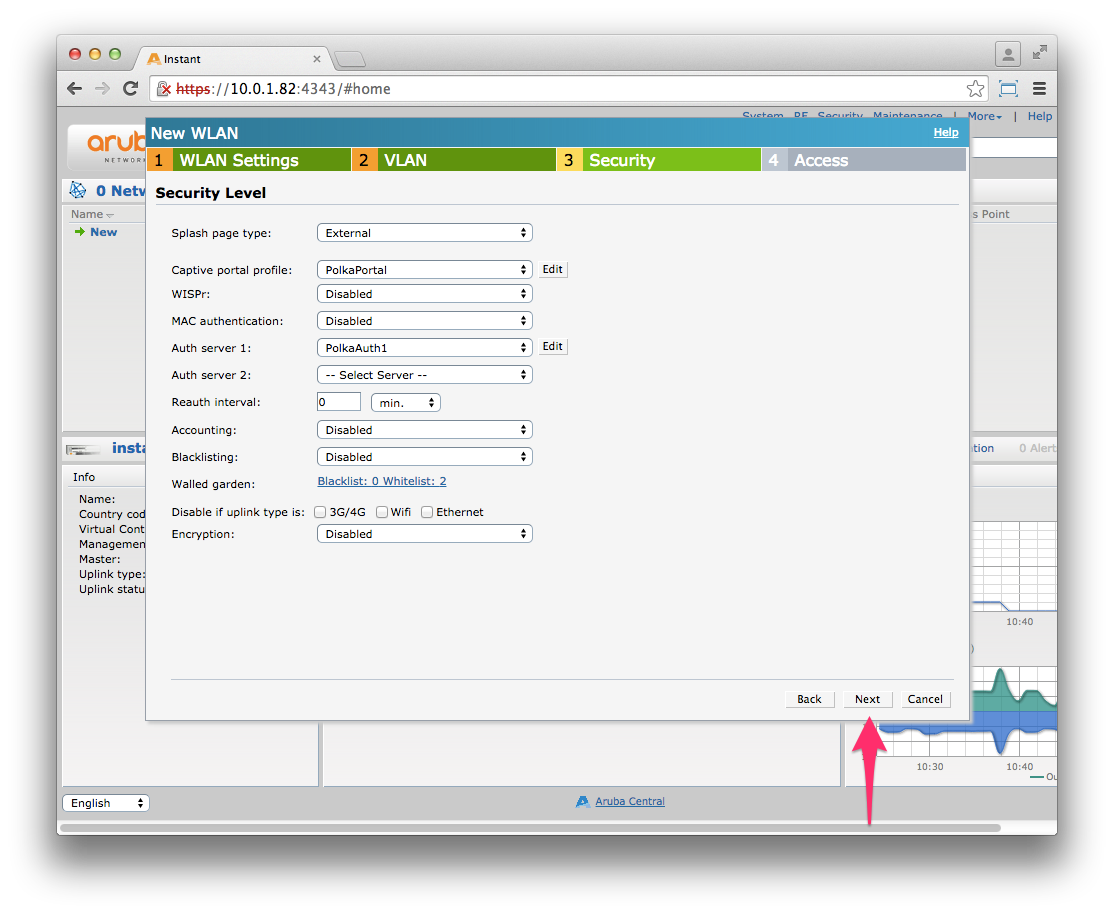 Instant
https://10.0.1.82:4343/#home
System RF Security Maintenance | More | Help
New WLAN Help
aru
NETWOR
1 WLAN Settings 2 VLAN 3 Security 4 Access
0 Netw
Security Level
Name
s Point
New
Splash page type: External
Captive portal profile: PolkaPortal Edit
WISPr: Disabled
MAC authentication: Disabled
Auth server 1: PolkaAuth1 Edit
Auth server 2: -- Select Server --
Reauth interval: 0 min.
Accounting: Disabled
insta
tion 0 Alert
Blacklisting: Disabled
Info
Walled garden: Blacklist: 0 Whitelist: 2
Name:
Country cod
Disable if uplink type is: 3G/4G Wifi Ethernet
Virtual Cont
Encryption: Disabled
Managemen
Master:
Uplink type:
Uplink statu
10:40
)
Back Next Cancel
10:30 10:40
Ou
English
Aruba Central